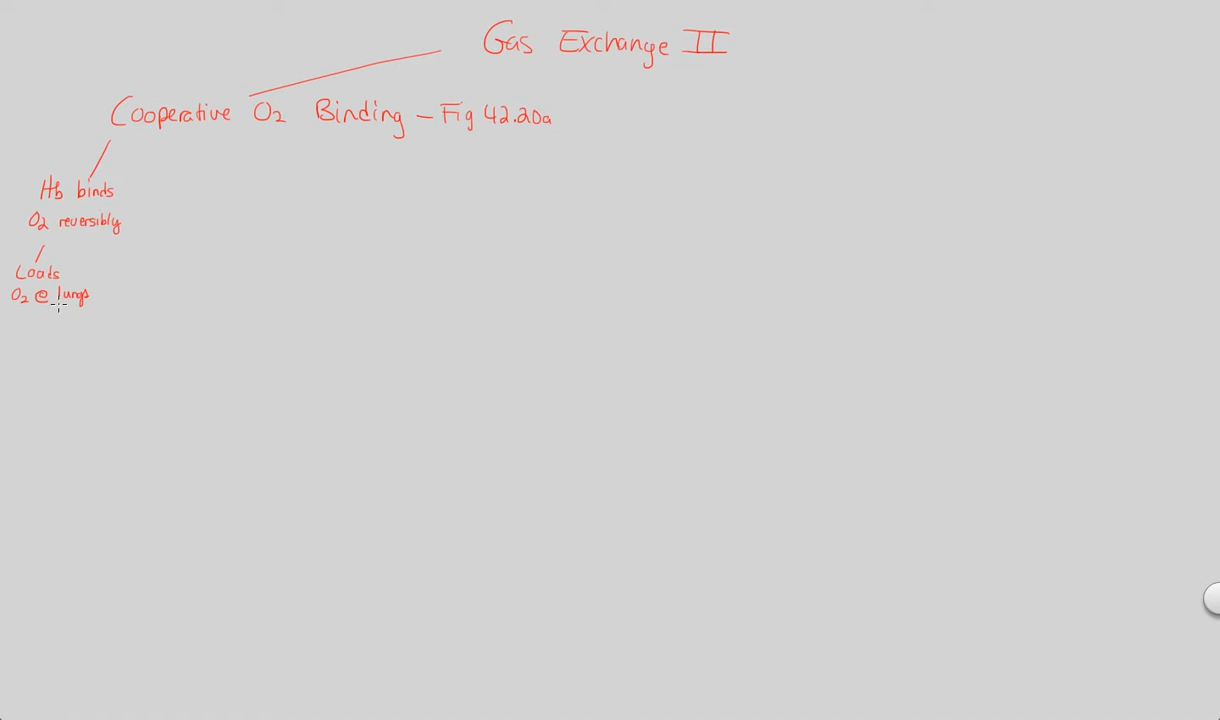 Gas Exchange II
Cooperative O2 Binding – Fig 42.20a
Hb binds
O2 reversibly
Loads
O2 @ lungs